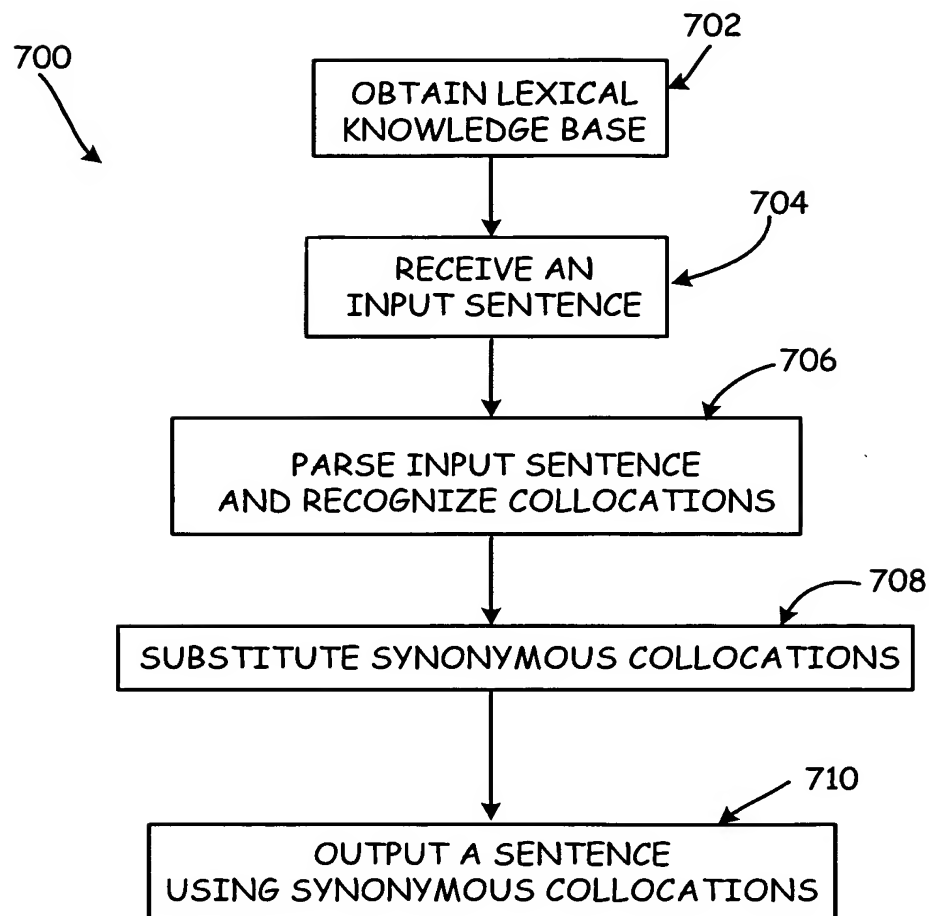 700
702
OBTAIN LEXICAL
KNOWLEDGE BASE
704
RECEIVE AN
INPUT SENTENCE
706
PARSE INPUT SENTENCE
AND RECOGNIZE COLLOCATIONS
708
SUBSTITUTE SYNONYMOUS COLLOCATIONS
710
OUTPUT A SENTENCE
USING SYNONYMOUS COLLOCATIONS